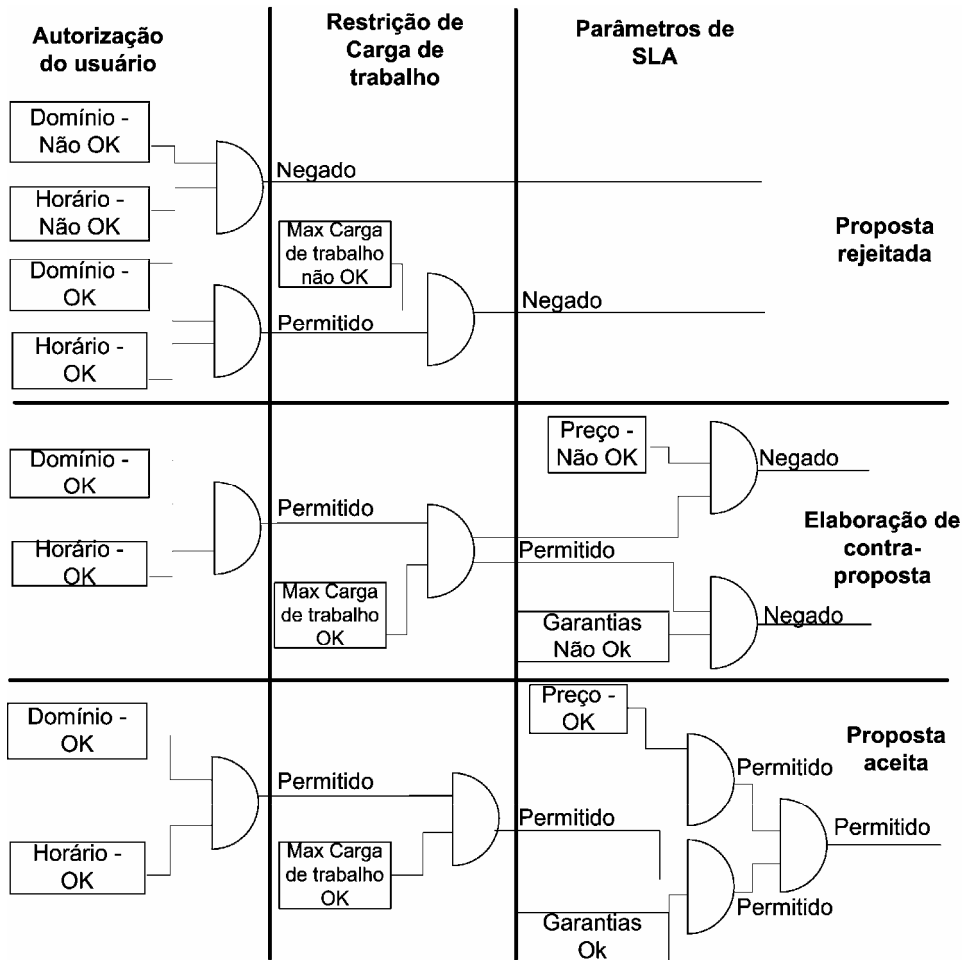 Autorização
do usuário
Restrição de
Carga de
trabalho
Parâmetros de
SLA
Domínio -
Não OK
Horário -
Não OK
Negado
Domínio -
OK
Horário -
OK
Permitido
Max Carga
de trabalho
não OK
Negado
Proposta
rejeitada
Domínio -
OK
Horário -
OK
Permitido
Max Carga
de trabalho
OK
Permitido
Preço -
Não OK
Negado
Garantias
Não Ok
Negado
Elaboração de
contra-
proposta
Domínio -
OK
Horário -
OK
Permitido
Max Carga
de trabalho
OK
Permitido
Preço -
OK
Permitido
Garantias
Ok
Permitido
Permitido
Proposta
aceita